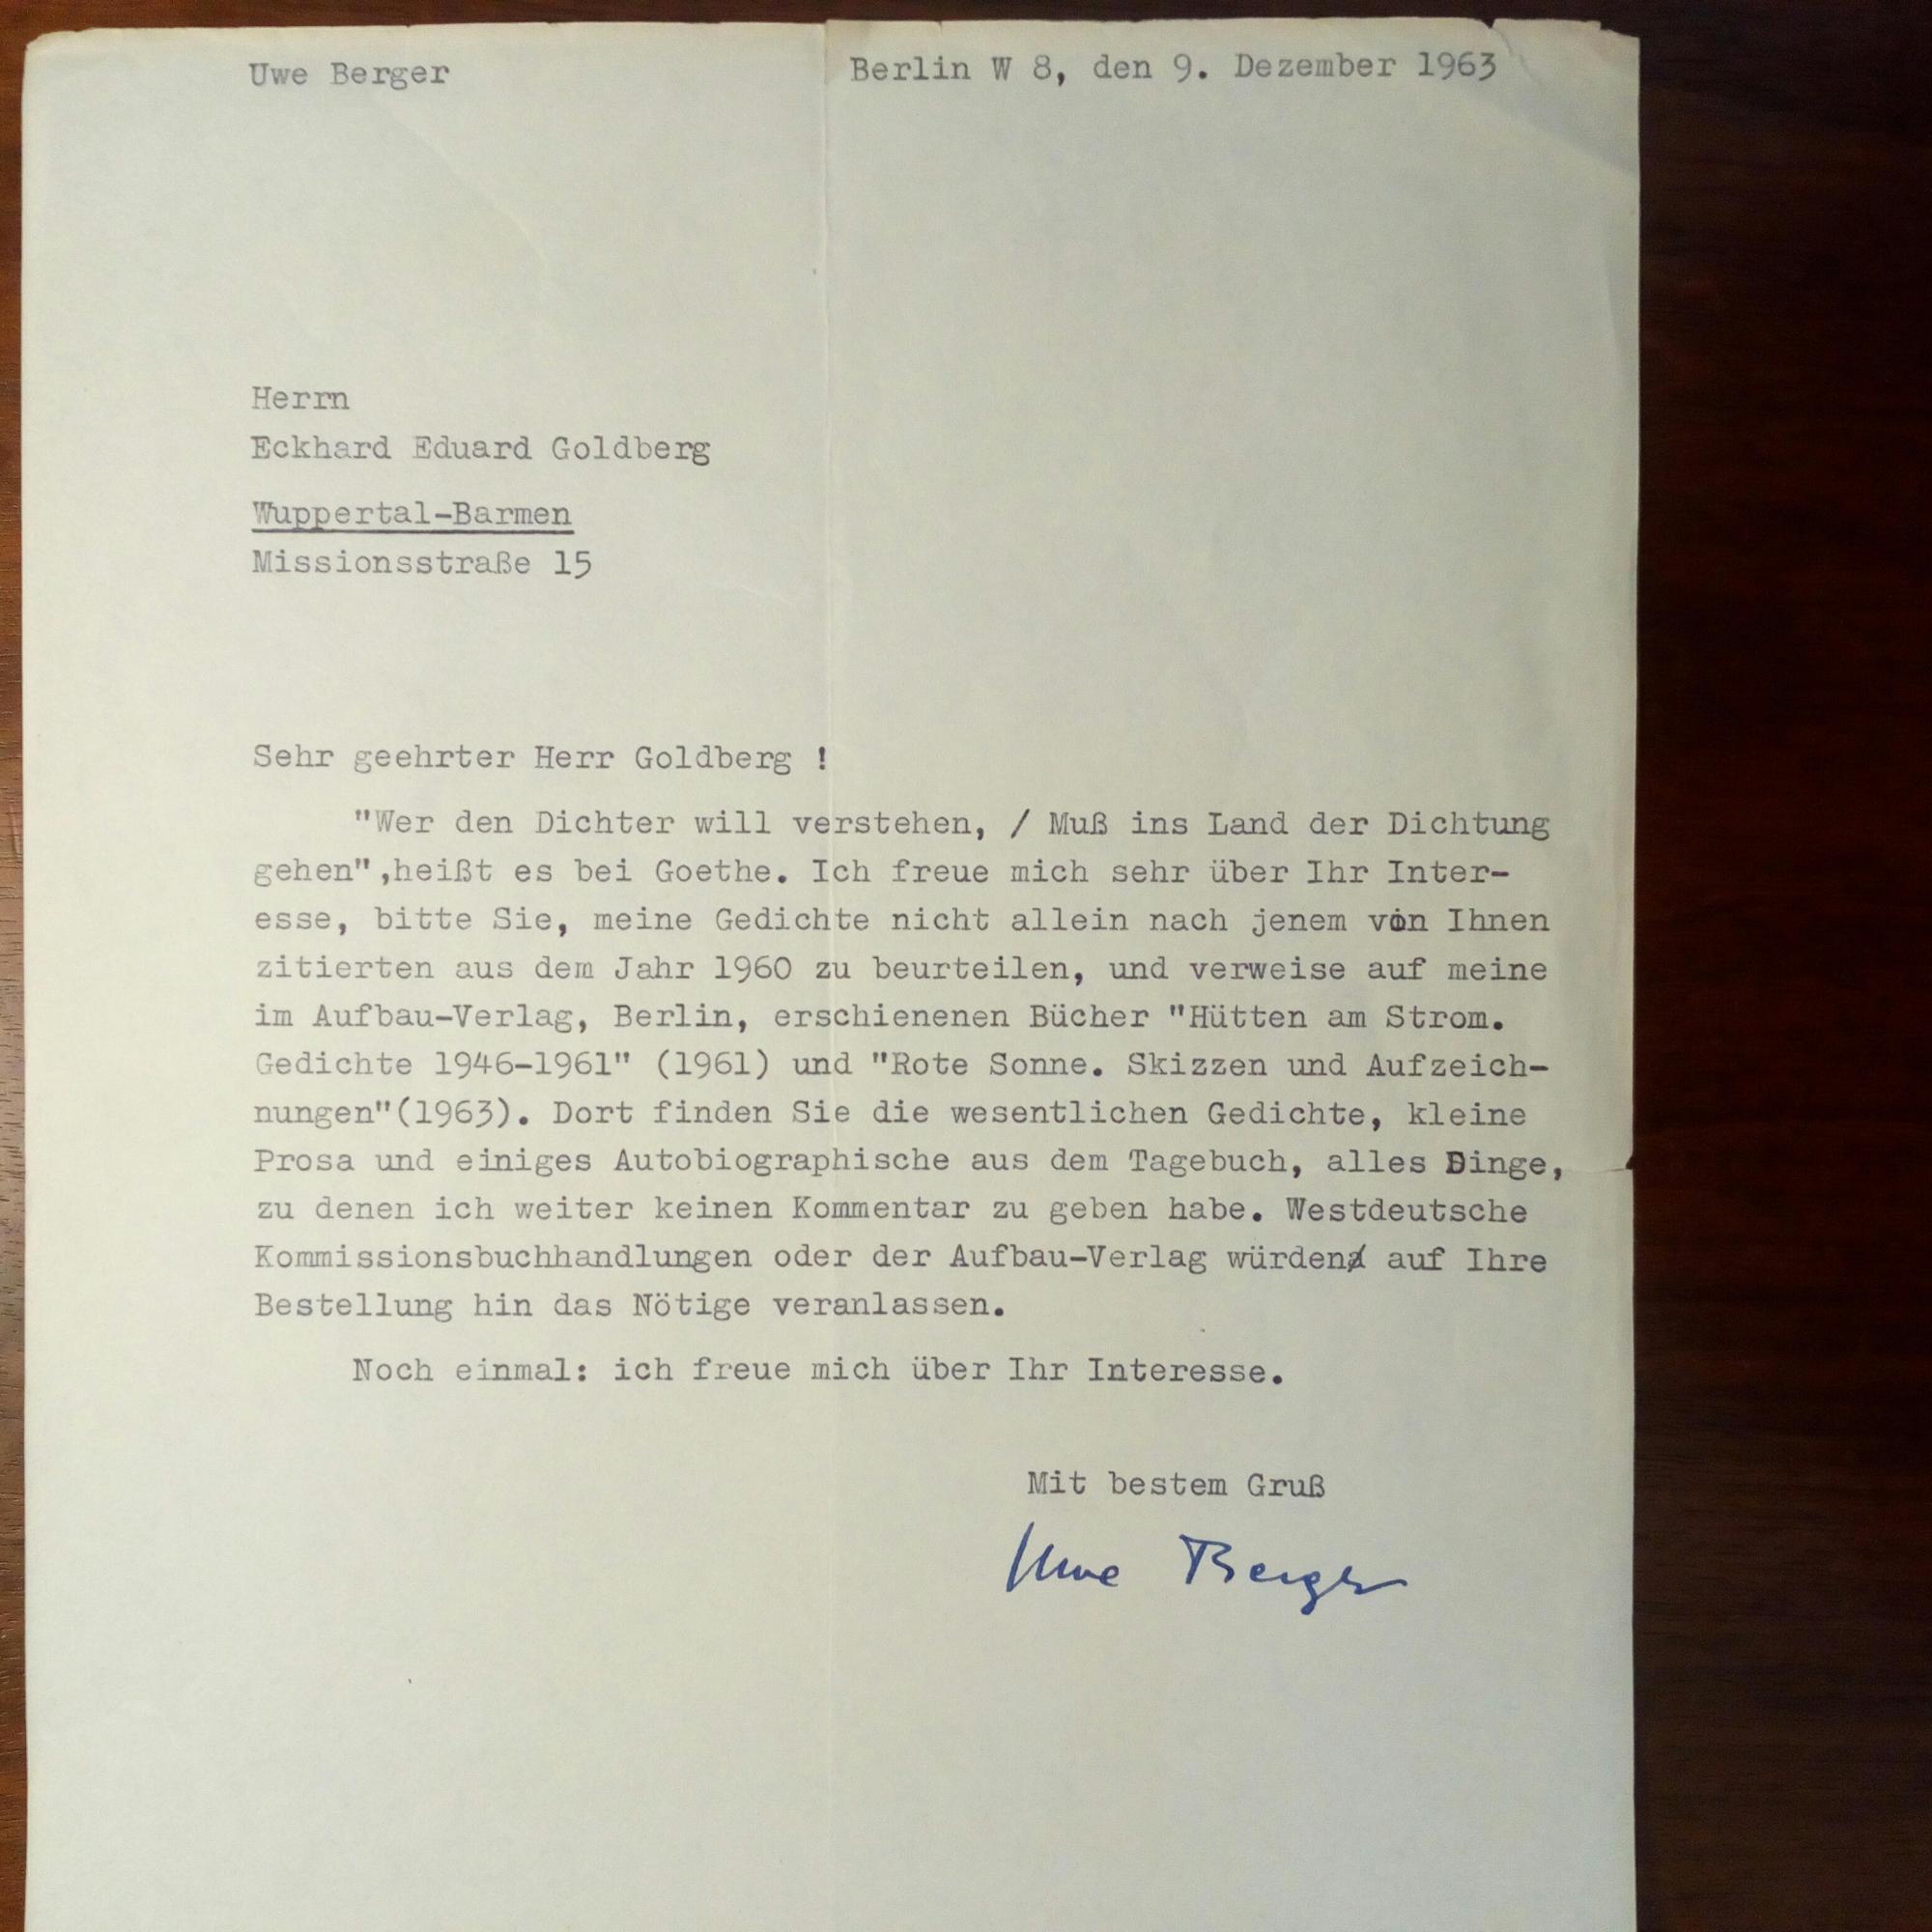 Uwe Berger Berlin W 8, den 9. Dezember 1963
Herrn
Eckhard Eduard Goldberg
Wuppertal-Barmen
Missionsstraße 15
Sehr geehrter Herr Goldberg !
"Wer den Dichter will verstehen, / Muß ins Land der Dichtung
gehen",heißt es bei Goethe. Ich freue mich sehr über Ihr Inter-
esse, bitte Sie, meine Gedichte nicht allein nach jenem von Ihnen
zitierten aus dem Jahr 1960 zu beurteilen, und verweise auf meine
im Aufbau-Verlag, Berlin, erschienenen Bücher "Hütten am Strom.
Gedichte 1946-1961" (1961) und "Rote Sonne. Skizzen und Aufzeich-
nungen"(1963). Dort finden Sie die wesentlichen Gedichte, kleine
Prosa und einiges Autobiographische aus dem Tagebuch, alles Dinge,
zu denen ich weiter keinen Kommentar zu geben habe. Westdeutsche
Kommissionsbuchhandlungen oder der Aufbau-Verlag würden auf Ihre
Bestellung hin das Nötige veranlassen.
Noch einmal: ich freue mich über Ihr Interesse.
Mit bestem Gruß
Uwe Berger